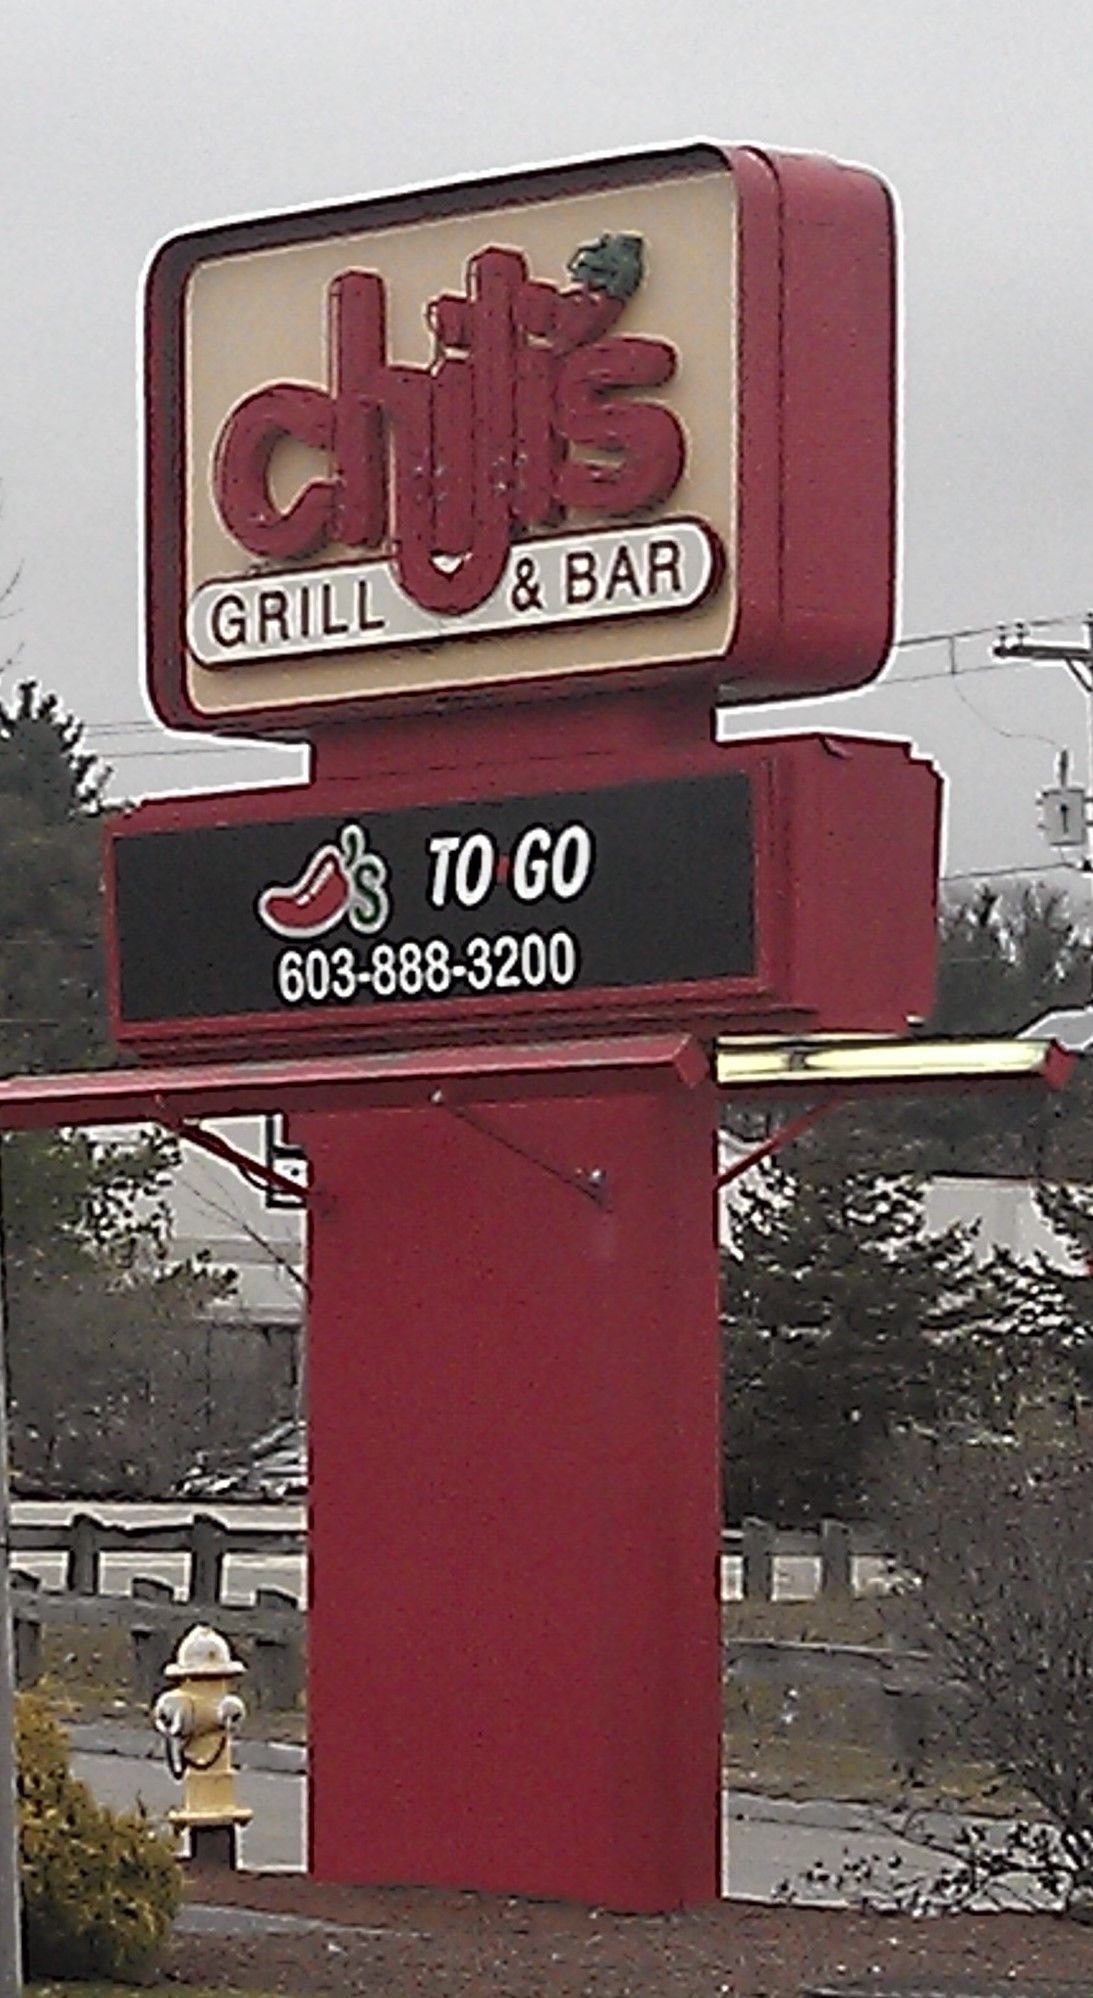 chili's
GRILL & BAR
's TO GO
603-888-3200